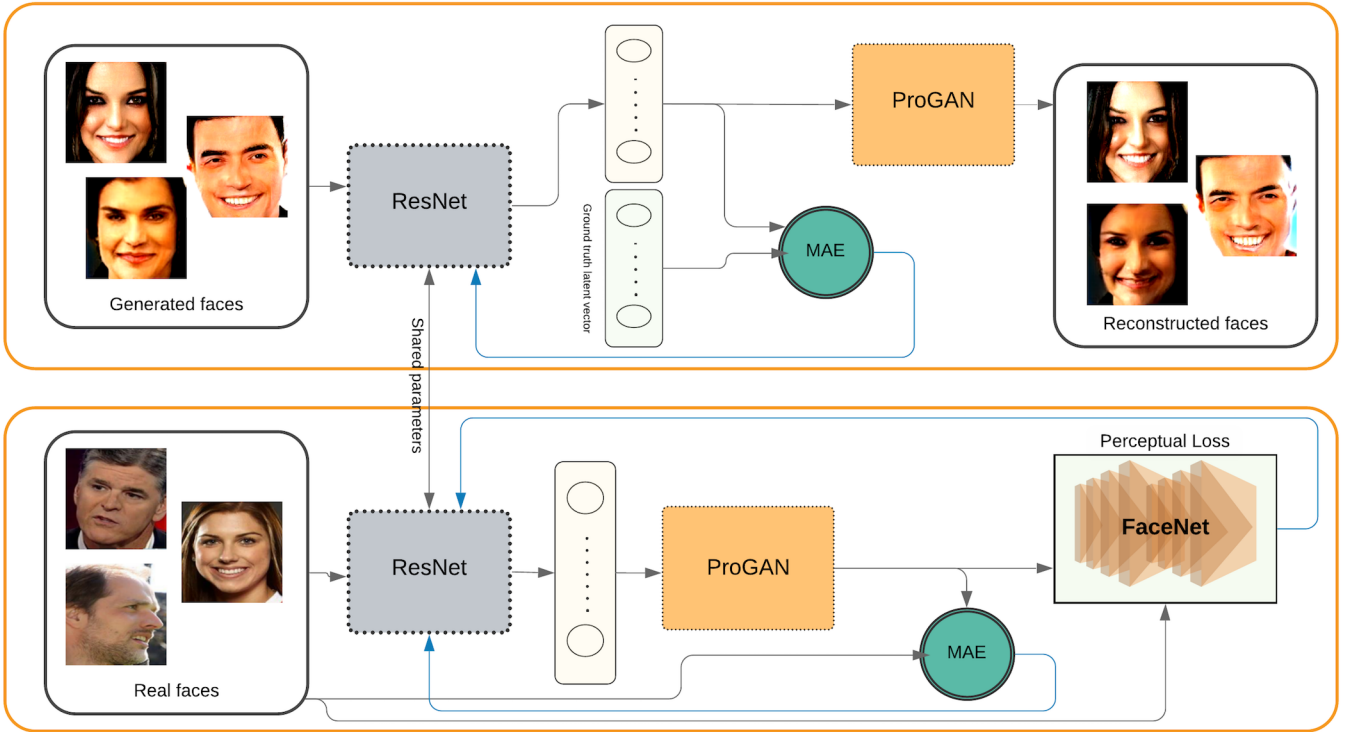 Generated faces
ResNet
Ground truth latent vector
MAE
ProGAN
Reconstructed faces
Shared parameters
Real faces
ResNet
ProGAN
MAE
Perceptual Loss
FaceNet